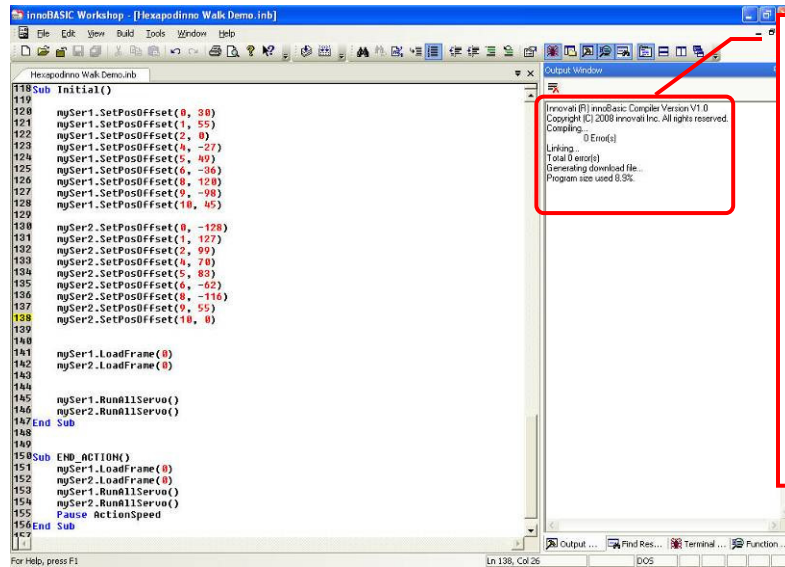 innoBASIC Workshop - [Hexapodinno Walk Demo.inb]
File Edit View Build Tools Window Help
Hexapodinno Walk Demo.inb
118 Sub Initial()
119
120 mySer1.SetPosOffset(0, 30)
121 mySer1.SetPosOffset(1, 55)
122 mySer1.SetPosOffset(2, 0)
123 mySer1.SetPosOffset(4, -27)
124 mySer1.SetPosOffset(5, 49)
125 mySer1.SetPosOffset(6, -36)
126 mySer1.SetPosOffset(8, 120)
127 mySer1.SetPosOffset(9, -98)
128 mySer1.SetPosOffset(10, 45)
129
130 mySer2.SetPosOffset(0, -128)
131 mySer2.SetPosOffset(1, 127)
132 mySer2.SetPosOffset(2, 99)
133 mySer2.SetPosOffset(4, 70)
134 mySer2.SetPosOffset(5, 83)
135 mySer2.SetPosOffset(6, -62)
136 mySer2.SetPosOffset(8, -116)
137 mySer2.SetPosOffset(9, 55)
138 mySer2.SetPosOffset(10, 0)
139
140
141 mySer1.LoadFrame(0)
142 mySer2.LoadFrame(0)
143
144
145 mySer1.RunAllServo()
146 mySer2.RunAllServo()
147 End Sub
148
149
150 Sub END_ACTION()
151 mySer1.LoadFrame(0)
152 mySer2.LoadFrame(0)
153 mySer1.RunAllServo()
154 mySer2.RunAllServo()
155 Pause ActionSpeed
156 End Sub
157
Output Window
Innovati (R) innoBasic Compiler Version V1.0
Copyright (C) 2008 innovati Inc. All rights reserved.
Compiling...
0 Error(s)
Linking...
Total 0 error(s)
Generating download file...
Program size used 8.9%.
Output ... Find Res... Terminal ... Function ...
For Help, press F1 Ln 138, Col 26 DOS